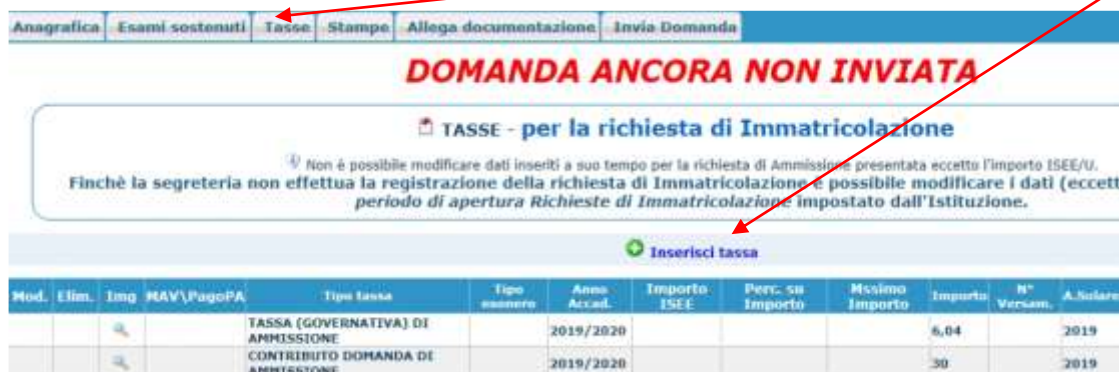 Anagrafica Esami sostenuti Tasse Stampe Allega documentazione Invia Domanda
DOMANDA ANCORA NON INVIATA
TASSE - per la richiesta di Immatricolazione
Non è possibile modificare dati inseriti a suo tempo per la richiesta di Ammissione presentata eccetto l'importo ISEE/U.
Finchè la segreteria non effettua la registrazione della richiesta di Immatricolazione è possibile modificare i dati (eccett
periodo di apertura Richieste di Immatricolazione impostato dall'Istituzione.
Inserisci tassa
Mod. Elim. Img MAV\PagoPA Tipo tassa Tipo esonero Anno Accad. Importo ISEE Perc. su Importo Mssimo Importo Importo N° Versam. A.Solare
TASSA (GOVERNATIVA) DI
AMMISSIONE 2019/2020 6,04 2019
CONTRIBUTO DOMANDA DI
AMMISSIONE 2019/2020 30 2019